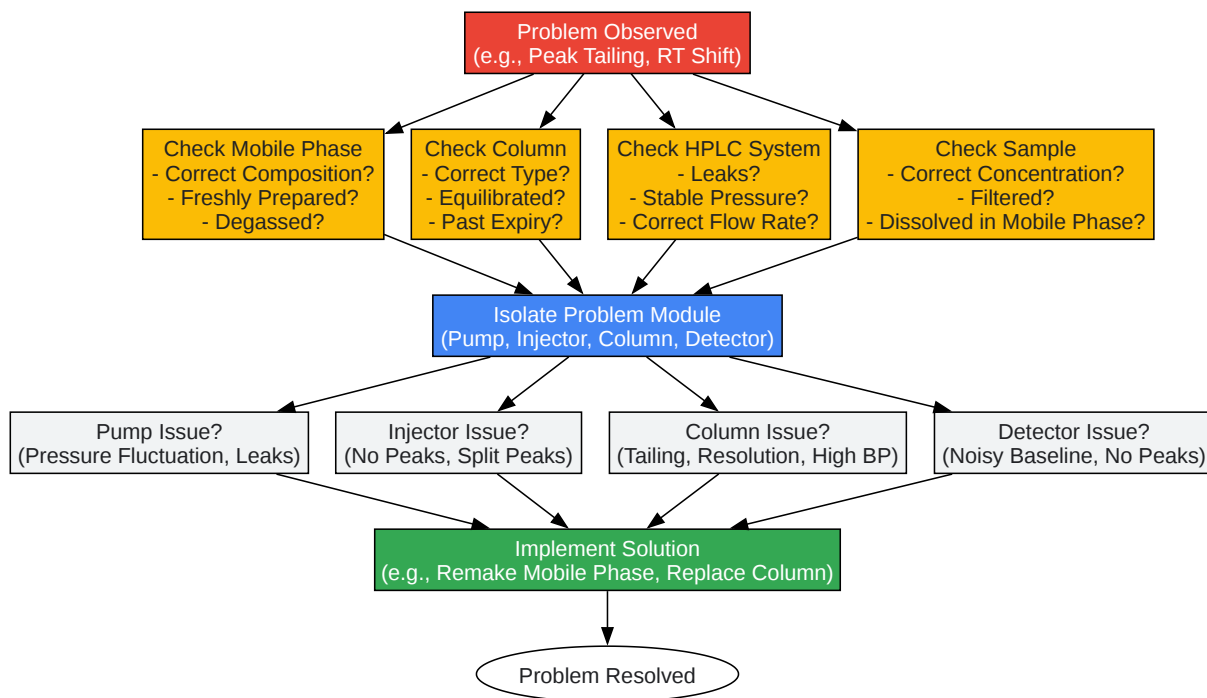 Problem Observed
(e.g., Peak Tailing, RT Shift)
Check Mobile Phase
- Correct Composition?
- Freshly Prepared?
- Degassed?
Check Column
- Correct Type?
- Equilibrated?
- Past Expiry?
Check HPLC System
- Leaks?
- Stable Pressure?
- Correct Flow Rate?
Check Sample
- Correct Concentration?
- Filtered?
- Dissolved in Mobile Phase?
Isolate Problem Module
(Pump, Injector, Column, Detector)
Pump Issue?
(Pressure Fluctuation, Leaks)
Injector Issue?
(No Peaks, Split Peaks)
Column Issue?
(Tailing, Resolution, High BP)
Detector Issue?
(Noisy Baseline, No Peaks)
Implement Solution
(e.g., Remake Mobile Phase, Replace Column)
Problem Resolved